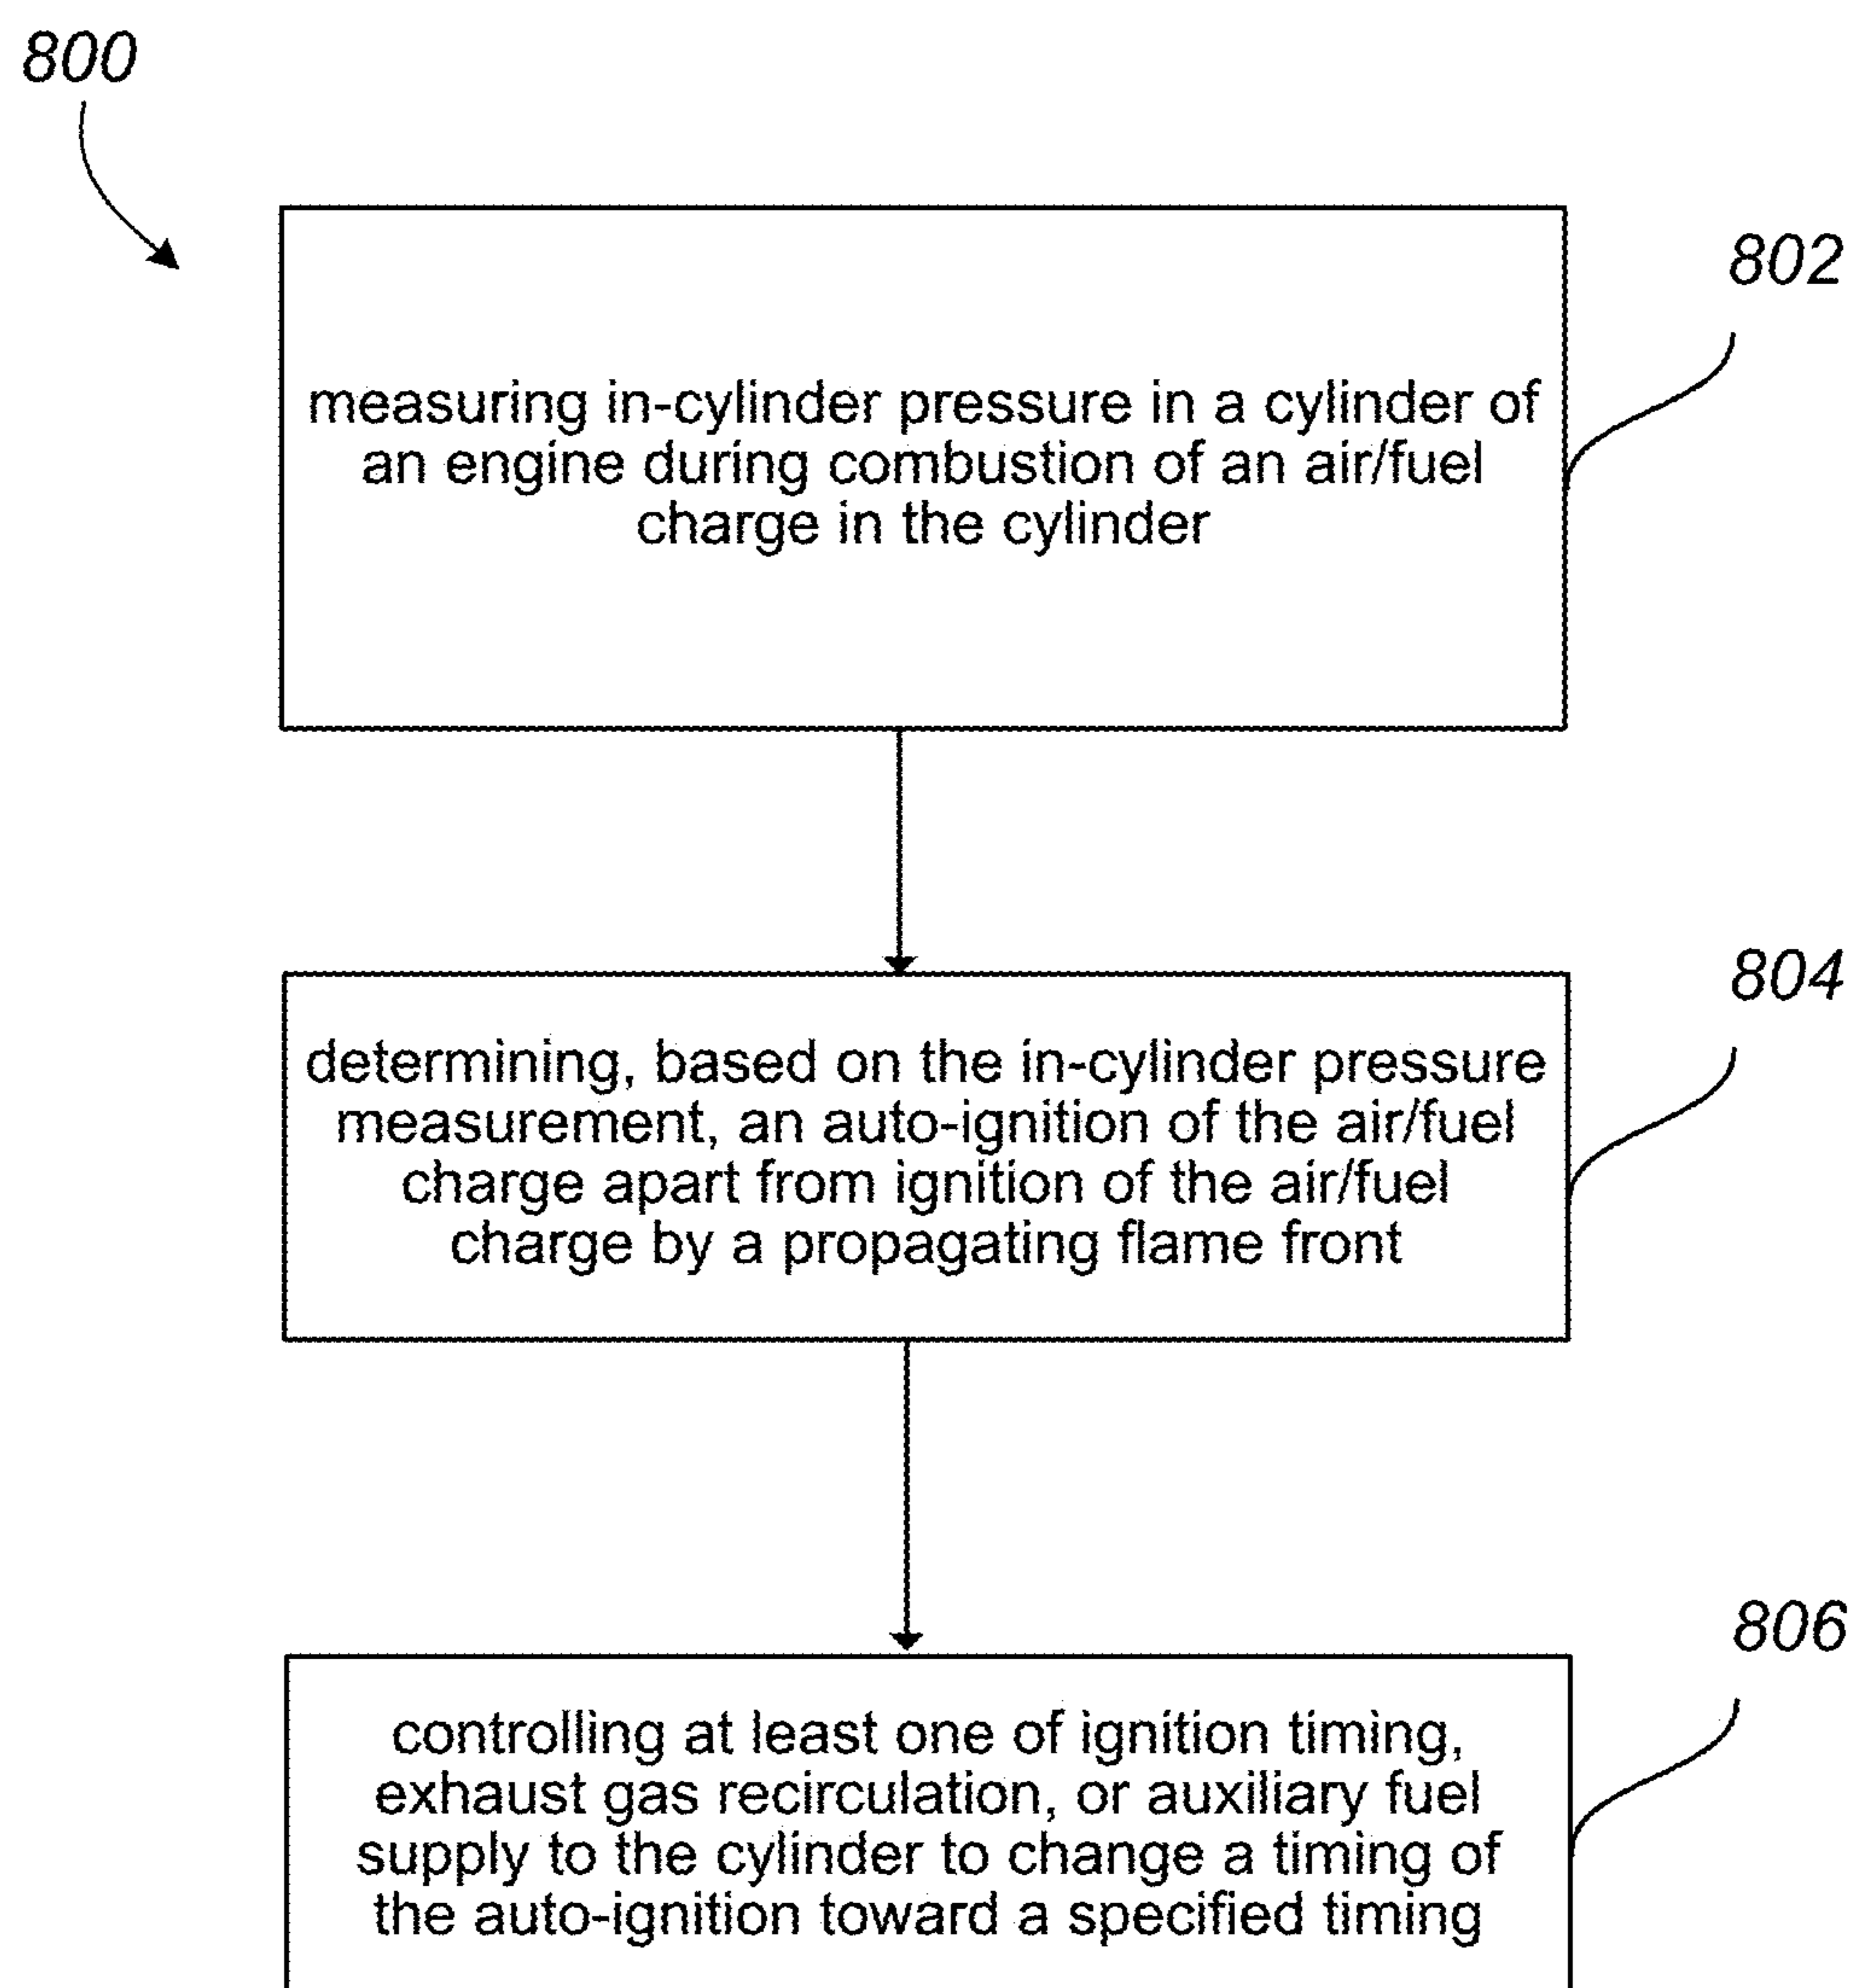 800
802
measuring in-cylinder pressure in a cylinder of
an engine during combustion of an air/fuel
charge in the cylinder
804
determining, based on the in-cylinder pressure
measurement, an auto-ignition of the air/fuel
charge apart from ignition of the air/fuel
charge by a propagating flame front
806
controlling at least one of ignition timing,
exhaust gas recirculation, or auxiliary fuel
supply to the cylinder to change a timing of
the auto-ignition toward a specified timing